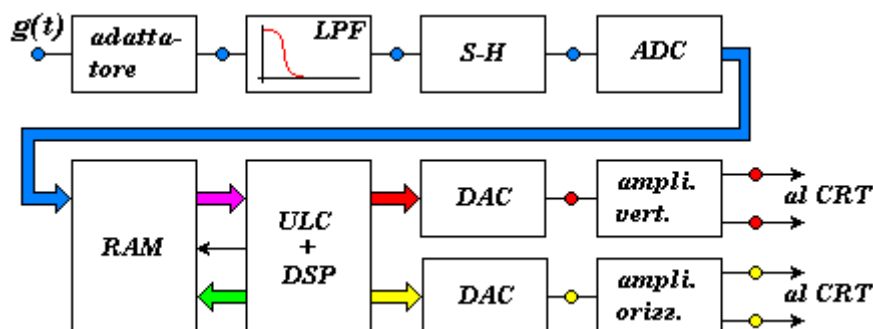 g(t)
adatta-
tore
LPF
S-H
ADC
RAM
ULC
+
DSP
DAC
ampli.
vert.
al CRT
DAC
ampli.
orizz.
al CRT